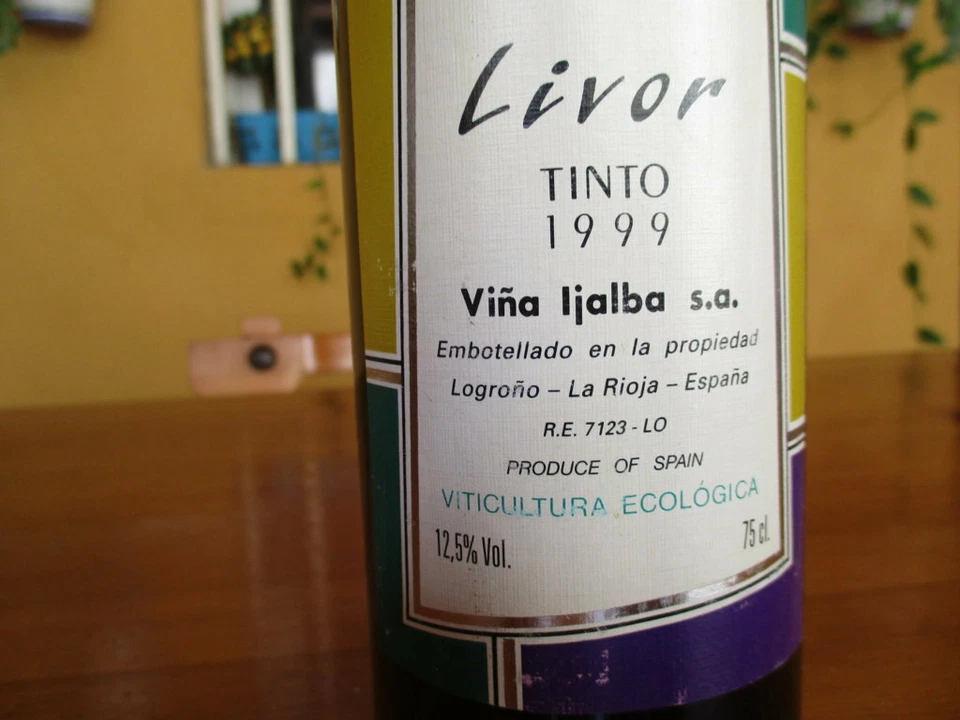 Livor
TINTO
1999
Viña Ijalba s.a.
Embotellado en la propiedad
Logroño – La Rioja – España
R.E. 7123 - LO
PRODUCE OF SPAIN
VITICULTURA ECOLÓGICA
12,5% Vol. 75 cl.